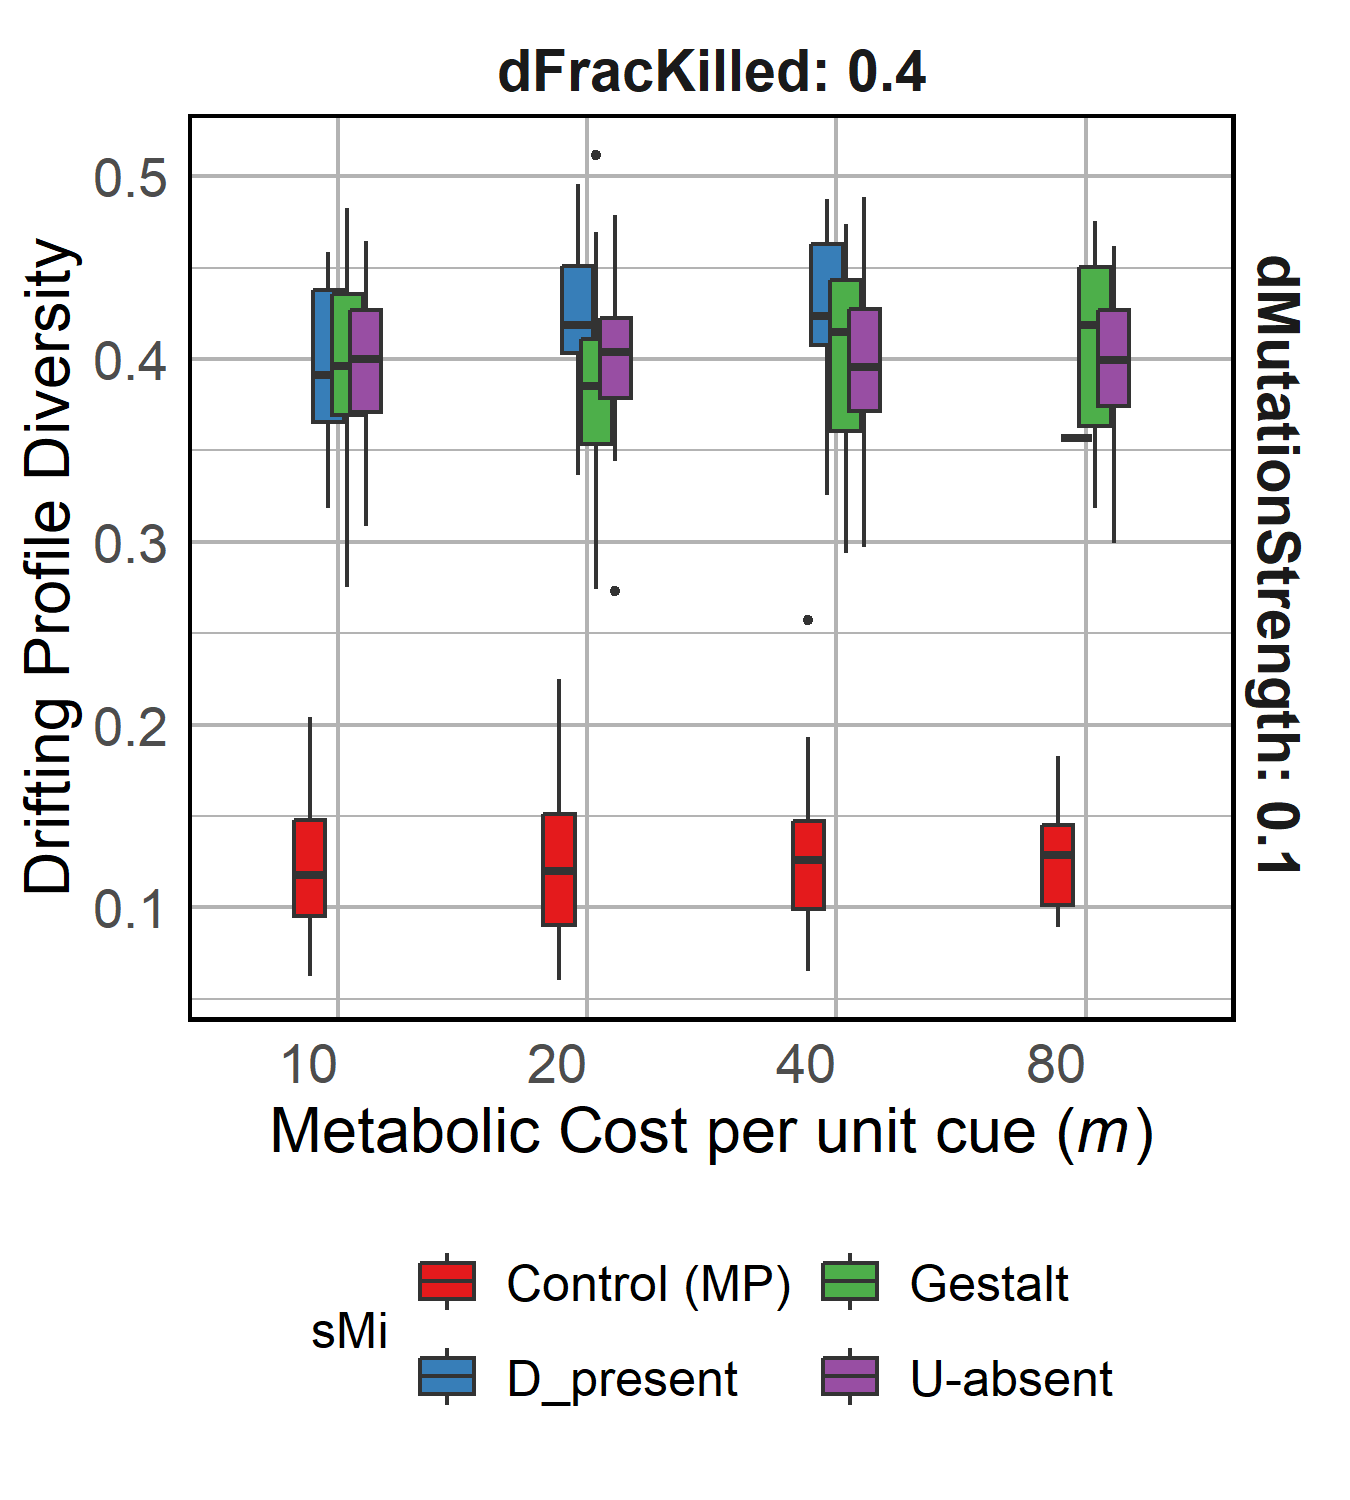 dFracKilled: 0.4
0.5
0.4
0.3
0.2
0.1
Drifting Profile Diversity
dMutationStrength: 0.1
10 20 40 80
Metabolic Cost per unit cue (m)
sMi
Control (MP)
D_present
Gestalt
U-absent